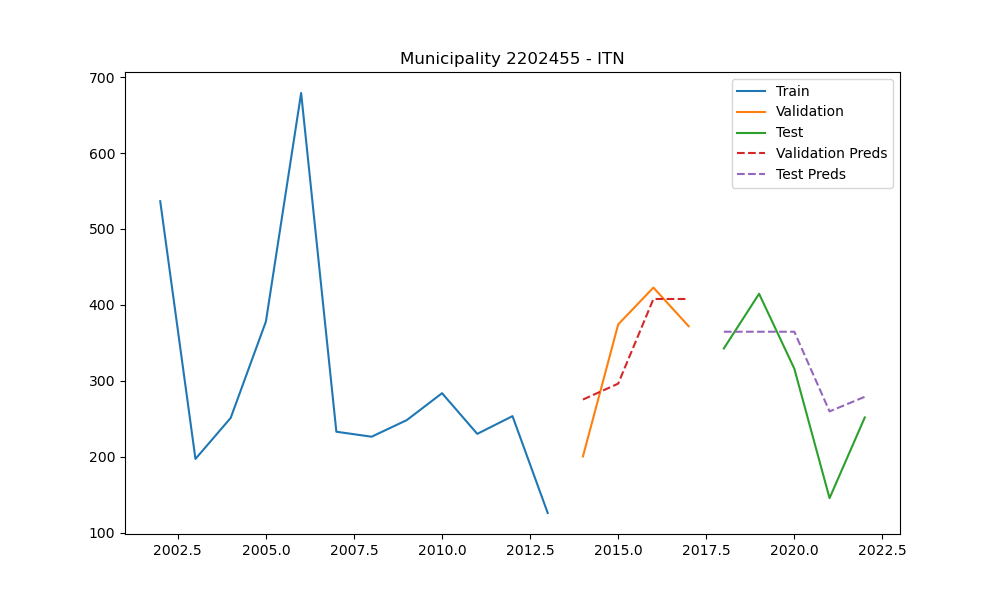 Municipality 2202455 - ITN
700
600
500
400
300
200
100
2002.5 2005.0 2007.5 2010.0 2012.5 2015.0 2017.5 2020.0 2022.5
Train
Validation
Test
Validation Preds
Test Preds